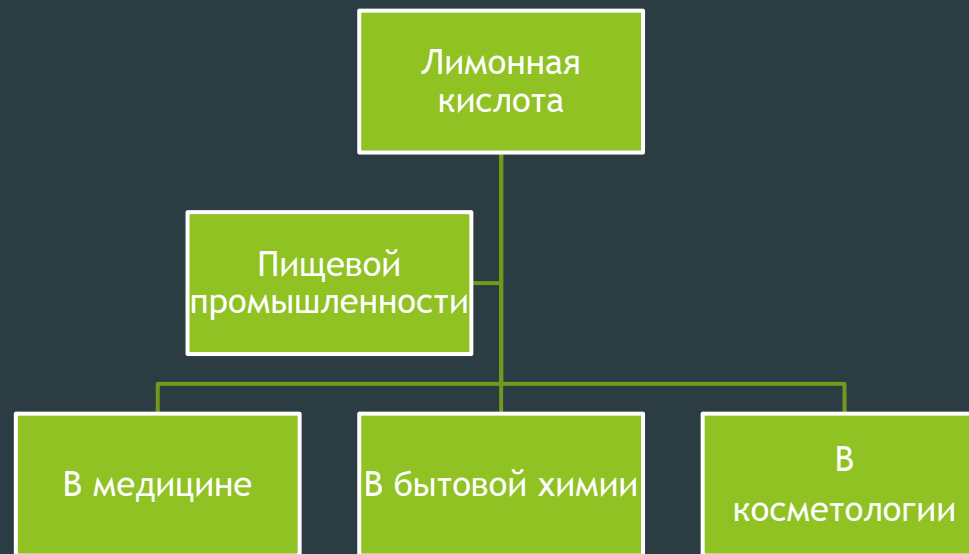 Лимонная
кислота
Пищевой
промышленности
В медицине
В бытовой химии
В
косметологии